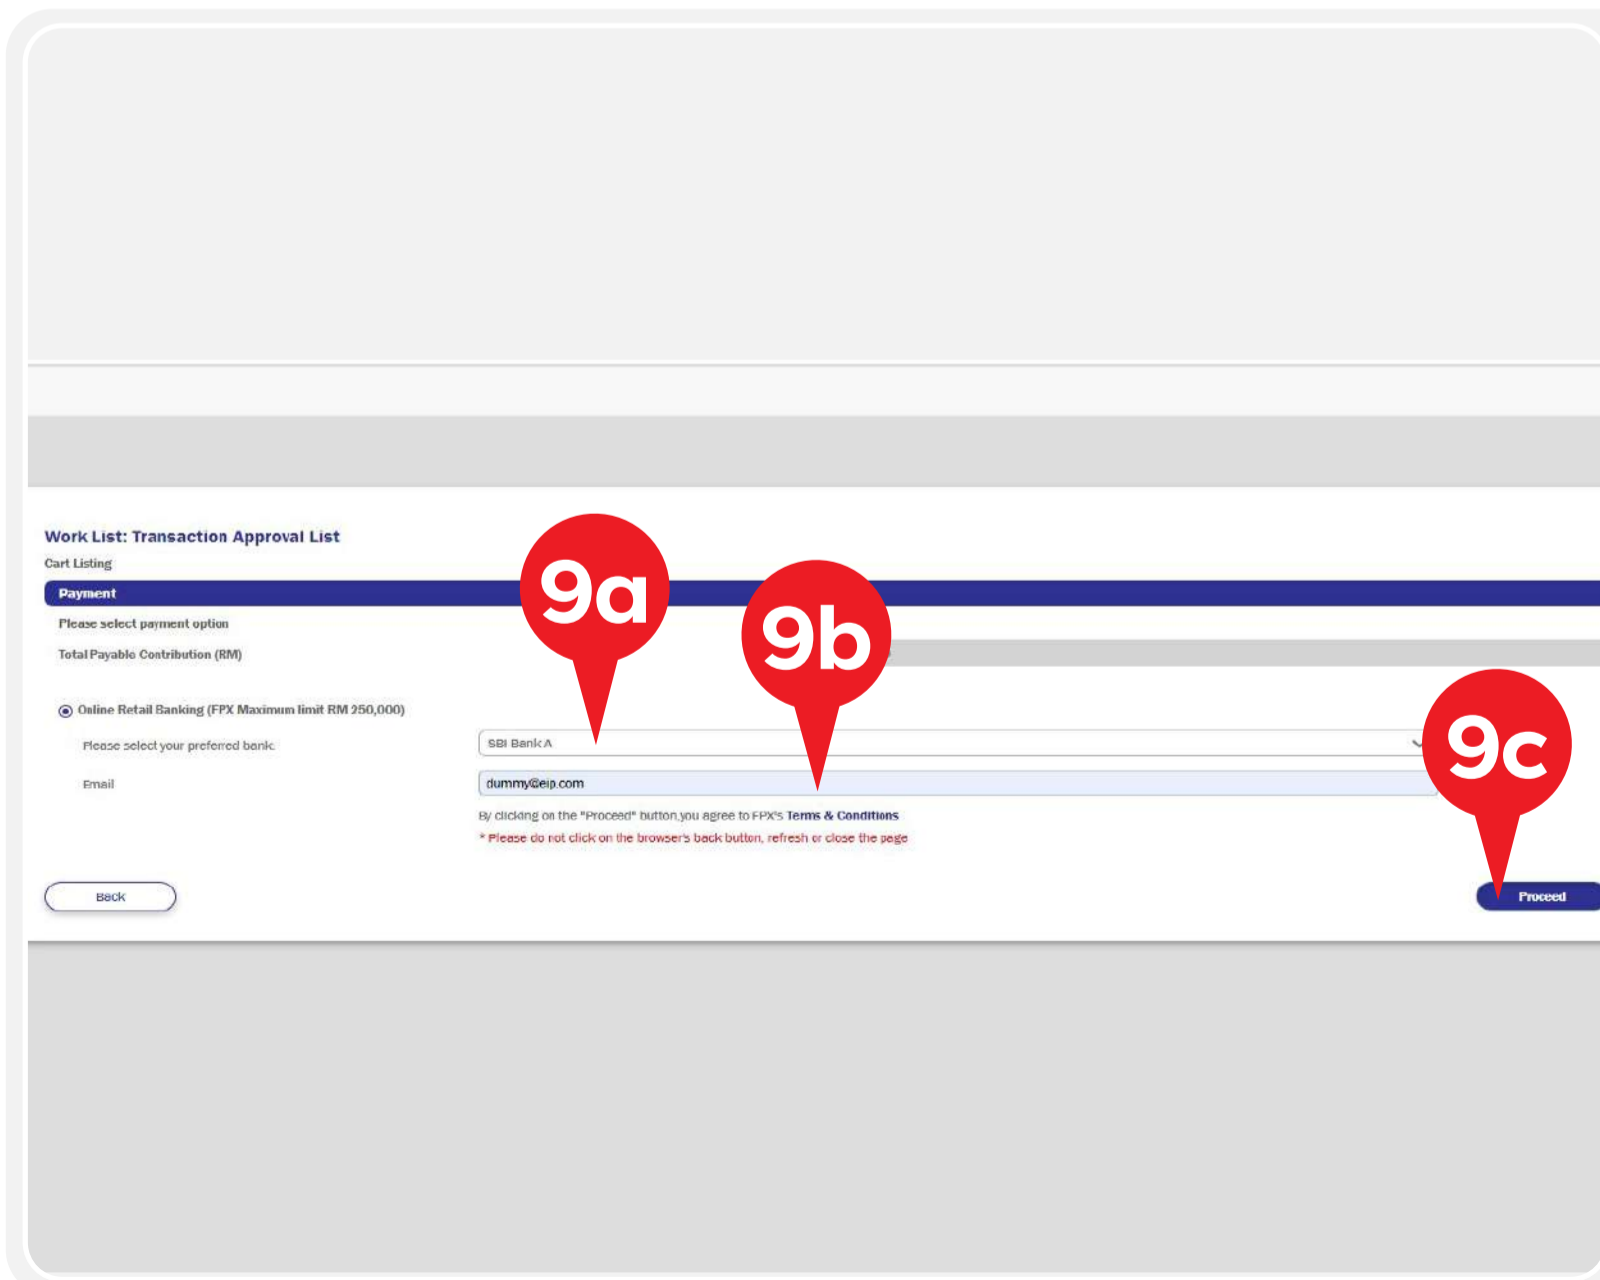 Work List: Transaction Approval List
Cart Listing
Payment
Please select payment option
Total Payable Contribution (RM)
Online Retail Banking (FPX Maximum limit RM 250,000)
Please select your preferred bank.
SBI Bank A
Email
dummy@eip.com
By clicking on the "Proceed" button,you agree to FPX's Terms & Conditions
* Please do not click on the browser's back button, refresh or close the page
Back
Proceed
9a
9b
9c